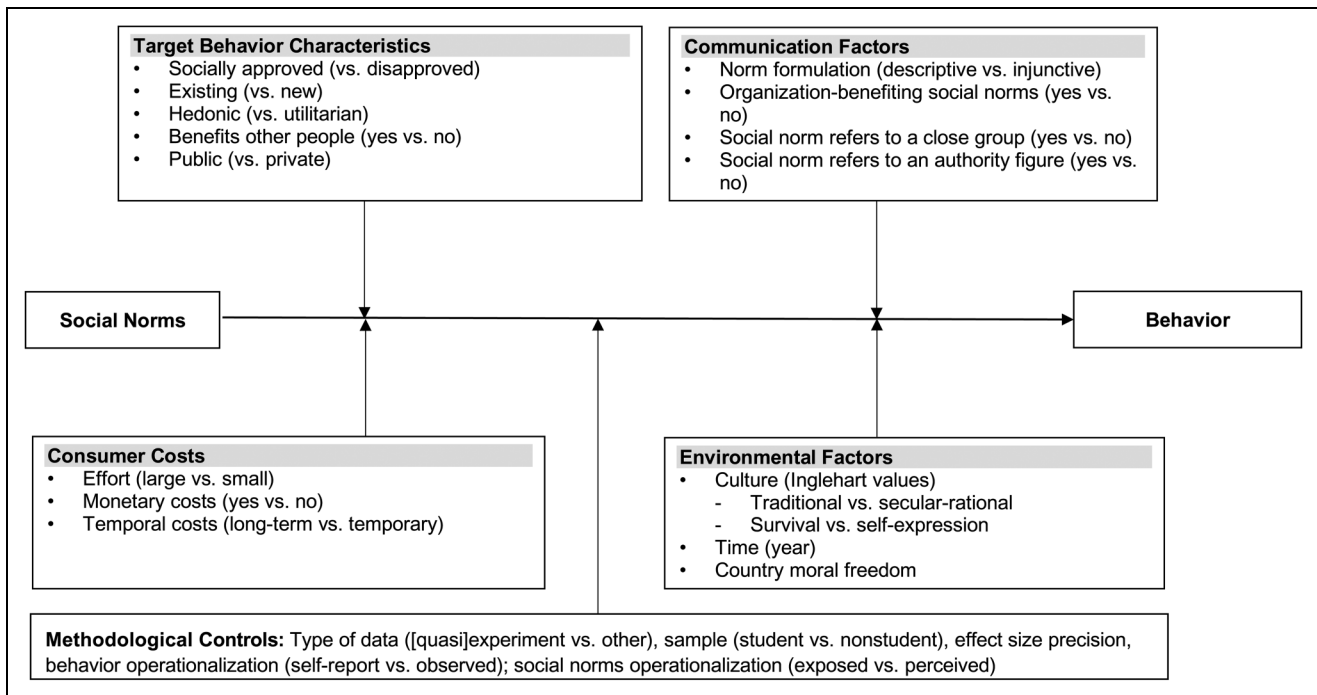 Target Behavior Characteristics
• Socially approved (vs. disapproved)
• Existing (vs. new)
• Hedonic (vs. utilitarian)
• Benefits other people (yes vs. no)
• Public (vs. private)
Communication Factors
• Norm formulation (descriptive vs. injunctive)
• Organization-benefiting social norms (yes vs.
no)
• Social norm refers to a close group (yes vs. no)
• Social norm refers to an authority figure (yes vs.
no)
Social Norms
Behavior
Consumer Costs
• Effort (large vs. small)
• Monetary costs (yes vs. no)
• Temporal costs (long-term vs. temporary)
Environmental Factors
• Culture (Inglehart values)
- Traditional vs. secular-rational
- Survival vs. self-expression
• Time (year)
• Country moral freedom
Methodological Controls: Type of data ([quasi]experiment vs. other), sample (student vs. nonstudent), effect size precision,
behavior operationalization (self-report vs. observed); social norms operationalization (exposed vs. perceived)